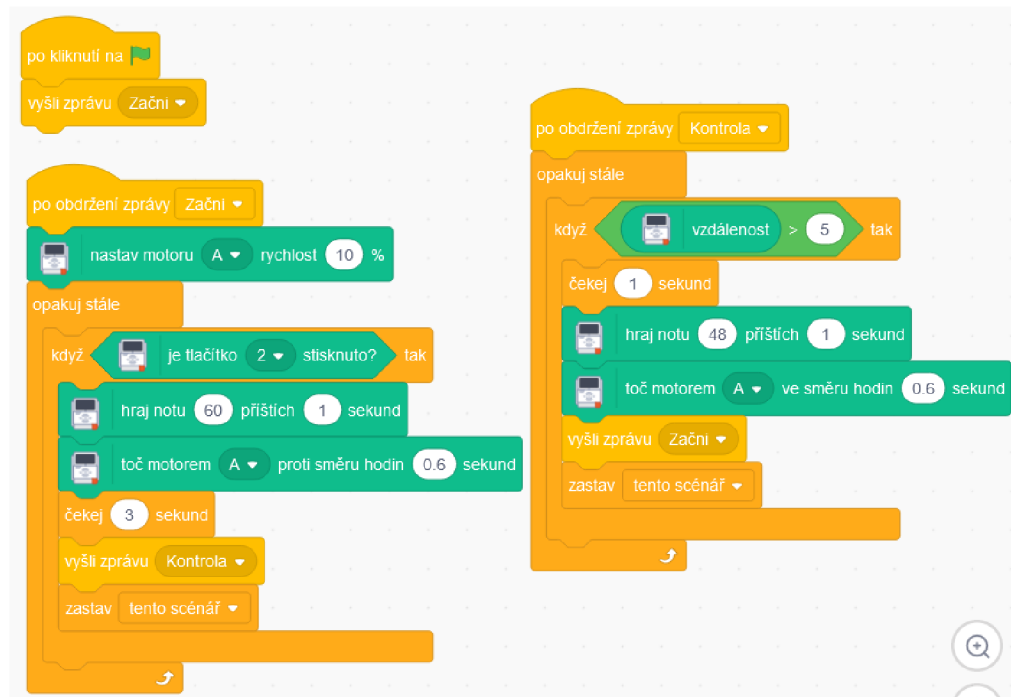 po kliknutí na
vyšli zprávu Začni
po obdržení zprávy Začni
nastav motoru A rychlost 10 %
opakuj stále
když je tlačítko 2 stisknuto? tak
hraj notu 60 příštích 1 sekund
toč motorem A proti směru hodin 0.6 sekund
čekej 3 sekund
vyšli zprávu Kontrola
zastav tento scénář
po obdržení zprávy Kontrola
opakuj stále
když vzdálenost > 5 tak
čekej 1 sekund
hraj notu 48 příštích 1 sekund
toč motorem A ve směru hodin 0.6 sekund
vyšli zprávu Začni
zastav tento scénář